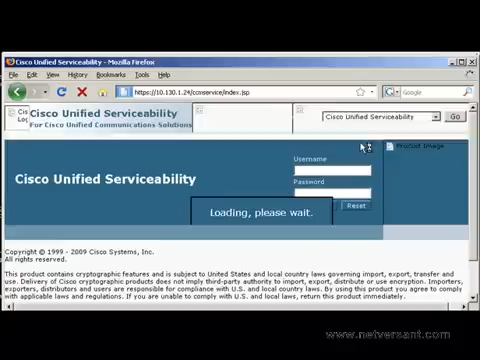 Cisco Unified Serviceability - Mozilla Firefox
File Edit View History Bookmarks Tools Help
https://10.130.1.24/ccmservice/index.jsp
Google
Cisco Unified Serviceability
For Cisco Unified Communications Solutions
Cisco Unified Serviceability Go
Product Image
Username
Cisco Unified Serviceability
Password
Reset
Loading, please wait.
Copyright © 1999 - 2009 Cisco Systems, Inc.
All rights reserved.
This product contains cryptographic features and is subject to United States and local country laws governing import, export, transfer and
use. Delivery of Cisco cryptographic products does not imply third-party authority to import, export, distribute or use encryption. Importers,
exporters, distributors and users are responsible for compliance with U.S. and local country laws. By using this product you agree to comply
with applicable laws and regulations. If you are unable to comply with U.S. and local laws, return this product immediately.
www.netversant.com